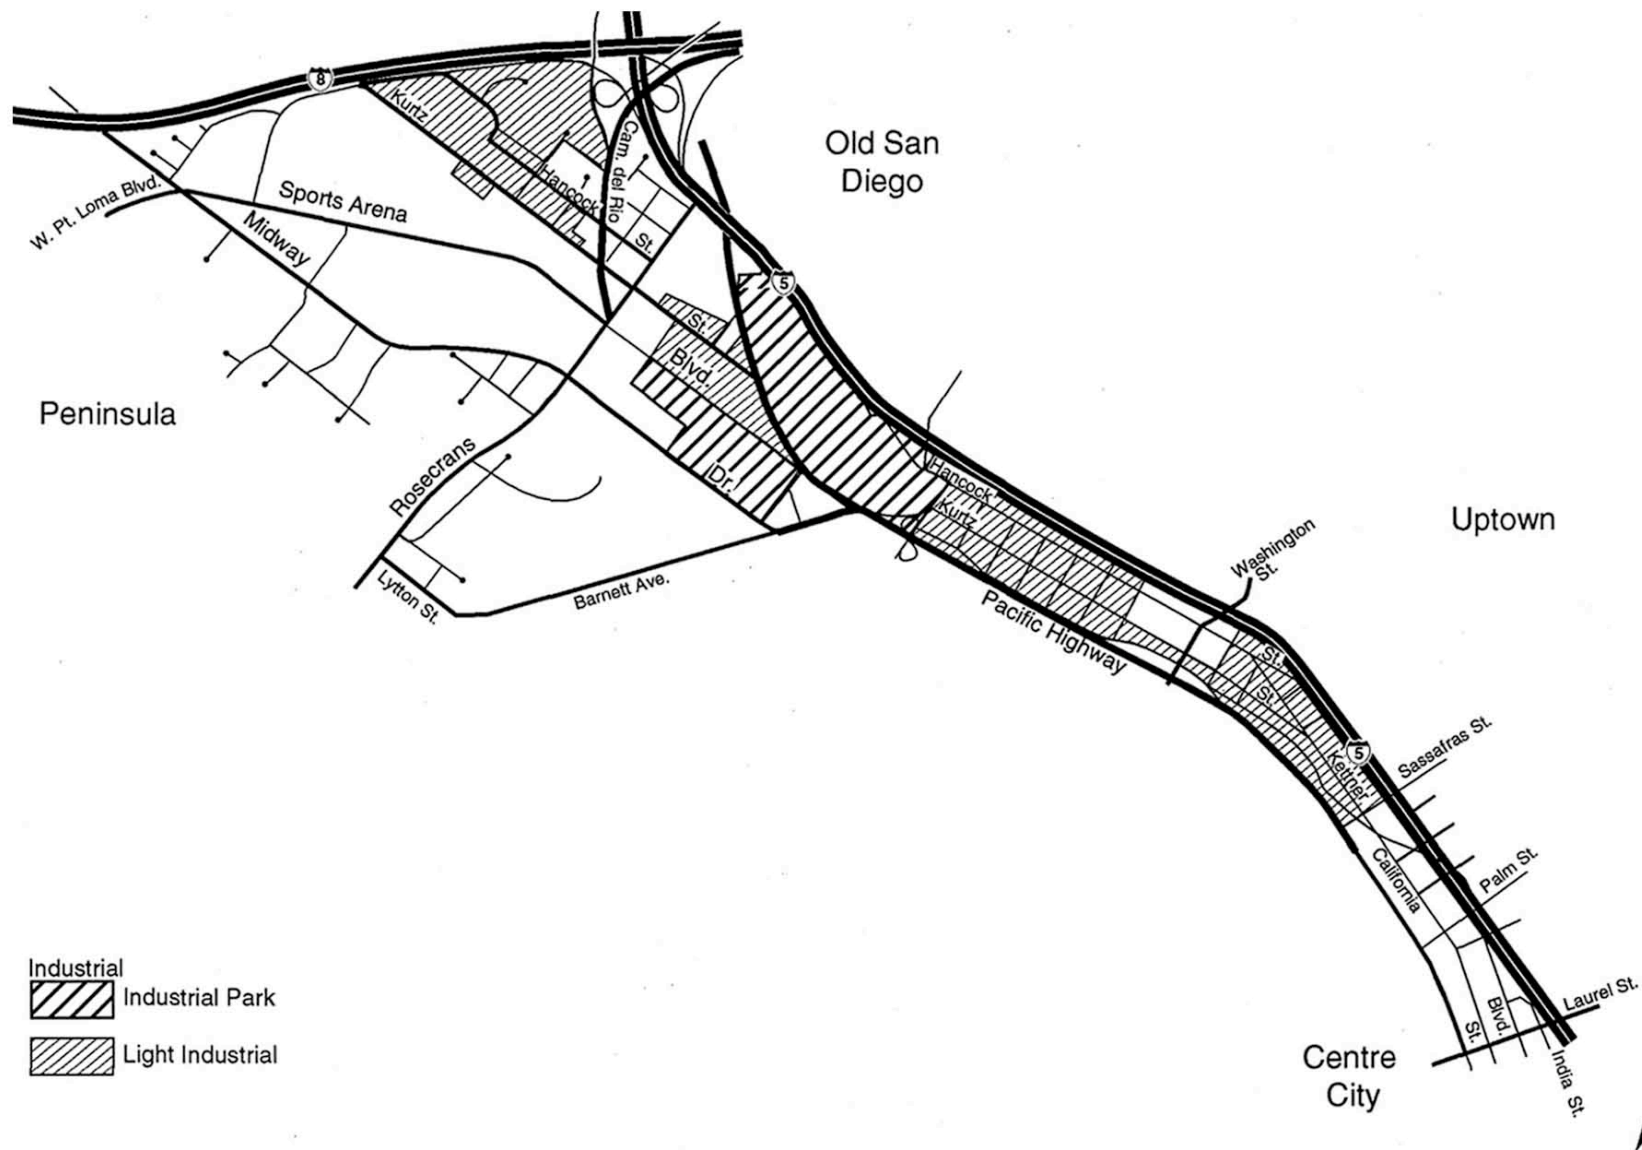 8
Old San
Diego
Kurtz
Cam. del Rio
Hancock
St.
W. Pt. Loma Blvd.
Sports Arena
Midway
5
St.
Blvd.
Peninsula
Dr.
Rosecrans
Hancock
Kurtz
Uptown
Washington
St.
Lytton St.
Barnett Ave.
Pacific Highway
St.
St.
5
Kettner
Sassafras St.
California
Palm St.
Industrial
Industrial Park
Light Industrial
Laurel St.
Blvd.
St.
India St.
Centre
City